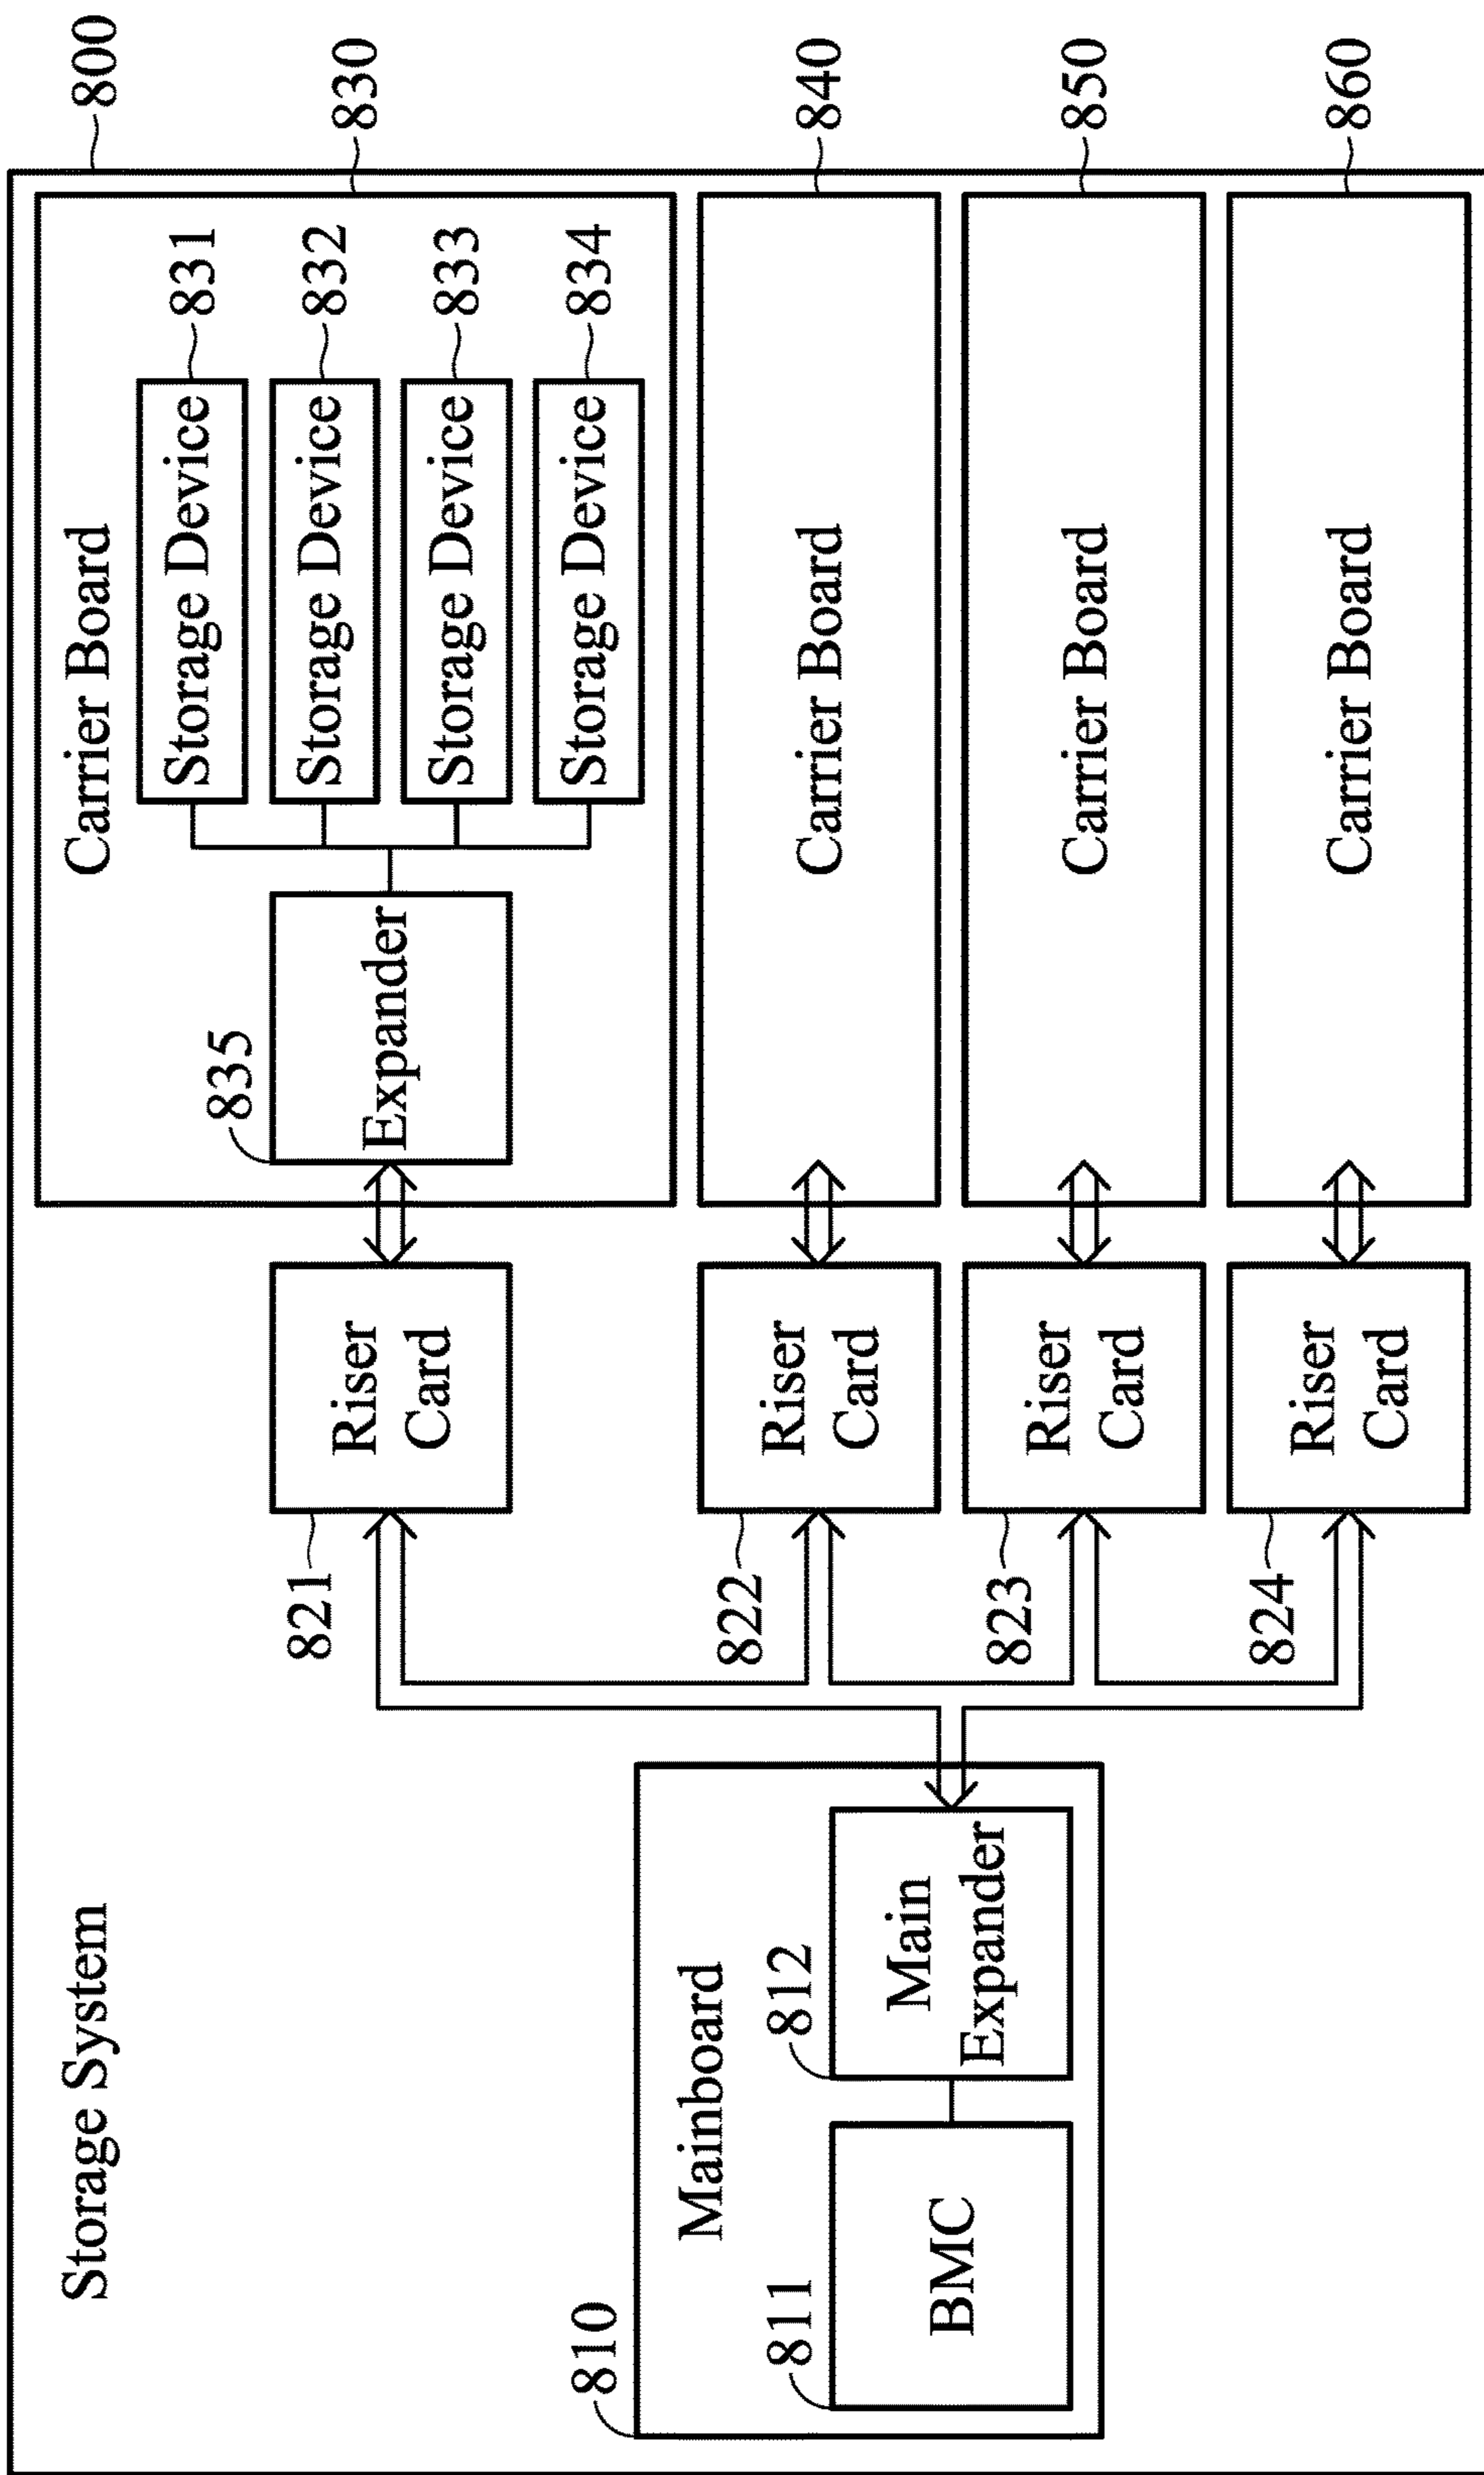 Storage System
800
810
Mainboard
811
BMC
812
Main
Expander
821
Riser
Card
822
Riser
Card
823
Riser
Card
824
Riser
Card
Carrier Board
830
835
Expander
Storage Device
831
Storage Device
832
Storage Device
833
Storage Device
834
Carrier Board
840
Carrier Board
850
Carrier Board
860